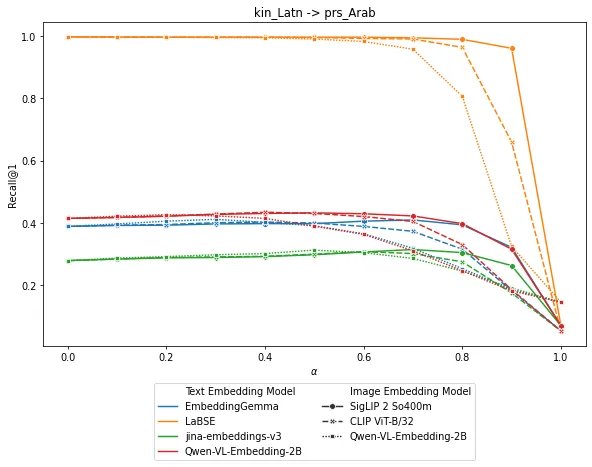 kin_Latn -> prs_Arab
Recall@1
1.0
0.8
0.6
0.4
0.2
0.0 0.2 0.4 0.6 0.8 1.0
α
Text Embedding Model Image Embedding Model
EmbeddingGemma SigLIP 2 So400m
LaBSE CLIP ViT-B/32
jina-embeddings-v3 Qwen-VL-Embedding-2B
Qwen-VL-Embedding-2B